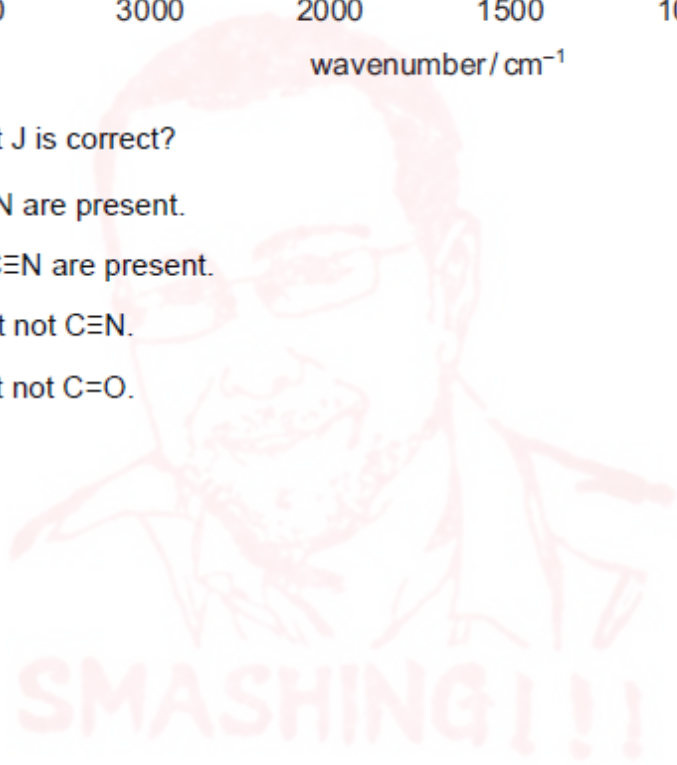 3000 2000 1500
wavenumber/cm⁻¹
J is correct?
N are present.
≡N are present.
not C≡N.
not C=O.
SMASHING!!!